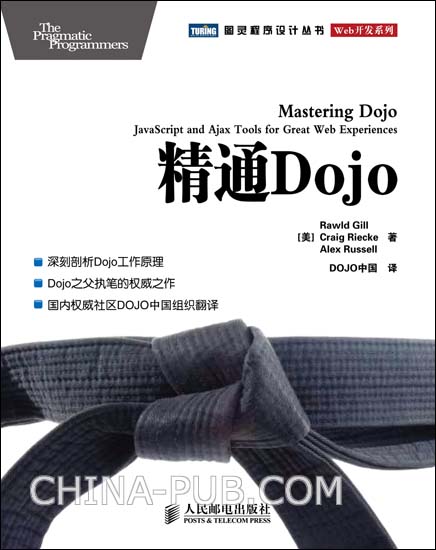 The
Pragmatic
Programmers
TURING 图灵程序设计丛书 Web开发系列
Mastering Dojo
JavaScript and Ajax Tools for Great Web Experiences
精通Dojo
Rawld Gill
[美] Craig Riecke 著
Alex Russell
DOJO中国 译
深刻剖析Dojo工作原理
Dojo之父执笔的权威之作
国内权威社区DOJO中国组织翻译
CHINA-PUB.COM
人民邮电出版社
POSTS & TELECOM PRESS